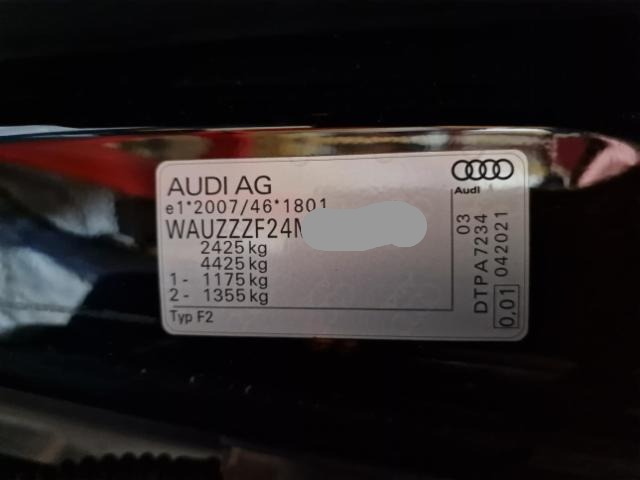 AUDI AG
e1*2007/46*1801
WAUZZZF24M
2425 kg
4425 kg
1- 1175 kg
2- 1355 kg
Typ F2
Audi
03
DTPA7234
0,01 042021